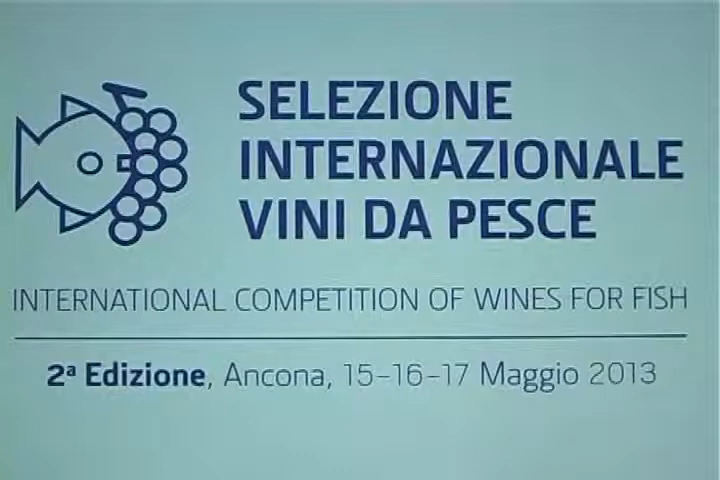 SELEZIONE
INTERNAZIONALE
VINI DA PESCE
INTERNATIONAL COMPETITION OF WINES FOR FISH
2ª Edizione, Ancona, 15-16-17 Maggio 2013